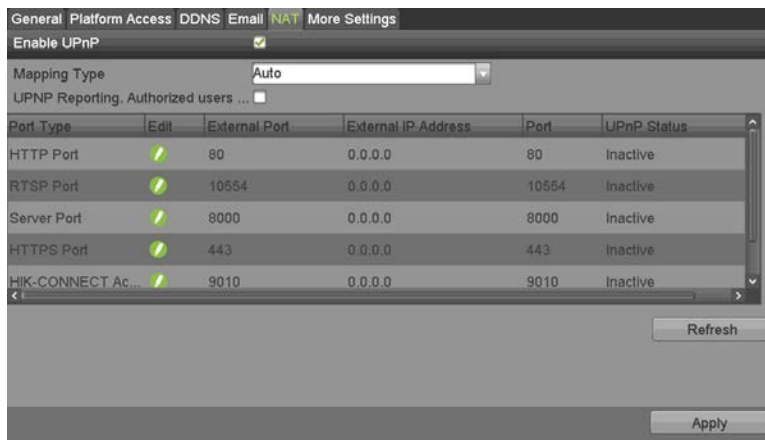 General Platform Access DDNS Email NAT More Settings
Enable UPnP
Mapping Type Auto
UPNP Reporting. Authorized users ...
Port Type Edit External Port External IP Address Port UPnP Status
HTTP Port 80 0.0.0.0 80 Inactive
RTSP Port 10554 0.0.0.0 10554 Inactive
Server Port 8000 0.0.0.0 8000 Inactive
HTTPS Port 443 0.0.0.0 443 Inactive
HIK-CONNECT Ac... 9010 0.0.0.0 9010 Inactive
Refresh
Apply